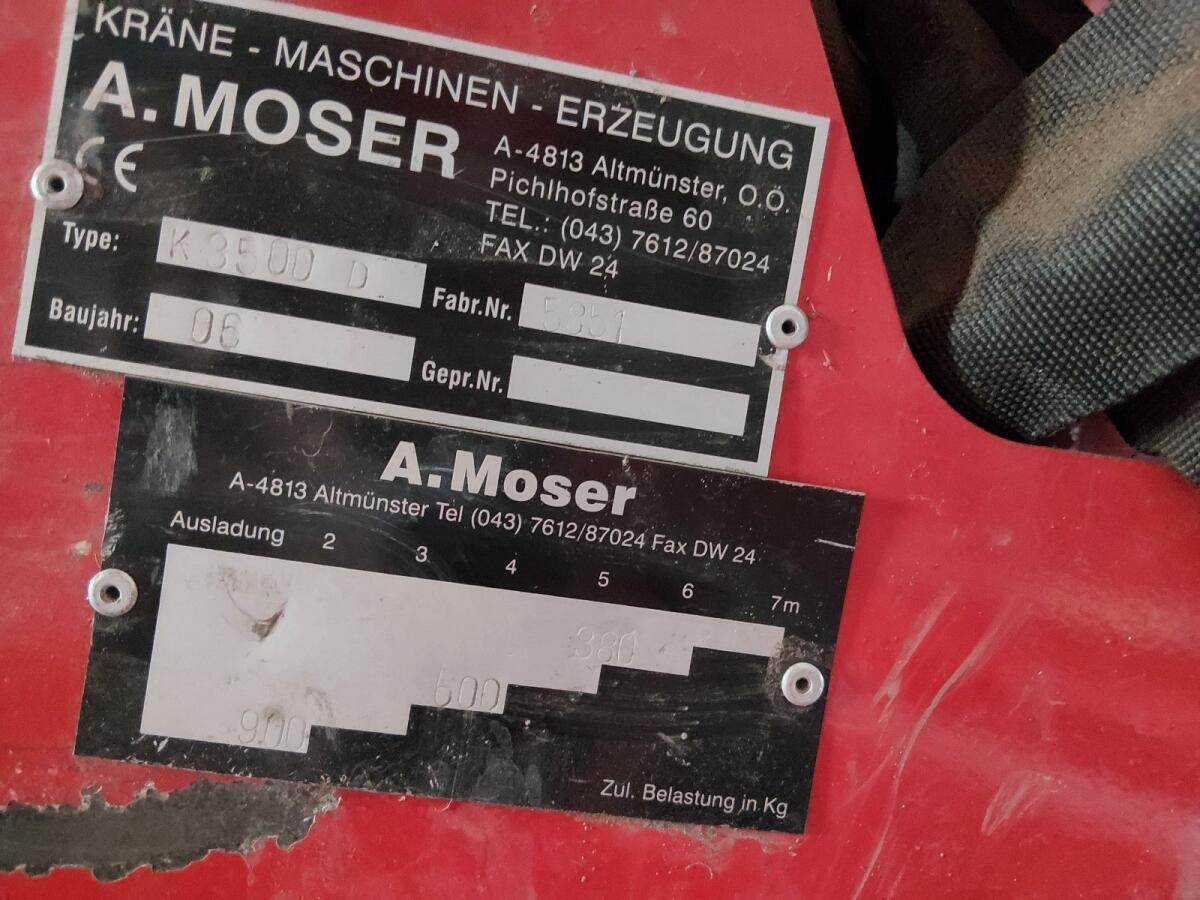 KRÄNE - MASCHINEN - ERZEUGUNG
A. MOSER
A-4813 Altmünster, O.Ö.
Pichlhofstraße 60
TEL.: (043) 7612/87024
FAX DW 24
CE
Type: K 3500 D
Fabr.Nr. 5351
Baujahr: 06
Gepr.Nr.
A.Moser
A-4813 Altmünster Tel (043) 7612/87024 Fax DW 24
Ausladung 2 3 4 5 6 7m
380
600
900
Zul. Belastung in Kg